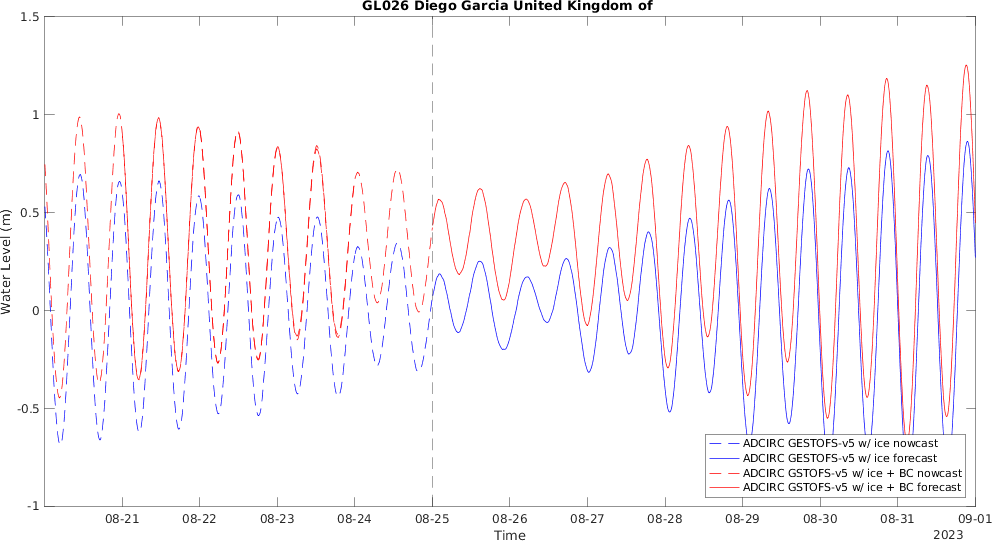 GL026 Diego Garcia United Kingdom of
1.5
1
0.5
0
-0.5
-1
Water Level (m)
08-21
08-22
08-23
08-24
08-25
08-26
08-27
08-28
08-29
08-30
08-31
09-01
Time
2023
ADCIRC GESTOFS-v5 w/ ice nowcast
ADCIRC GESTOFS-v5 w/ ice forecast
ADCIRC GSTOFS-v5 w/ ice + BC nowcast
ADCIRC GSTOFS-v5 w/ ice + BC forecast